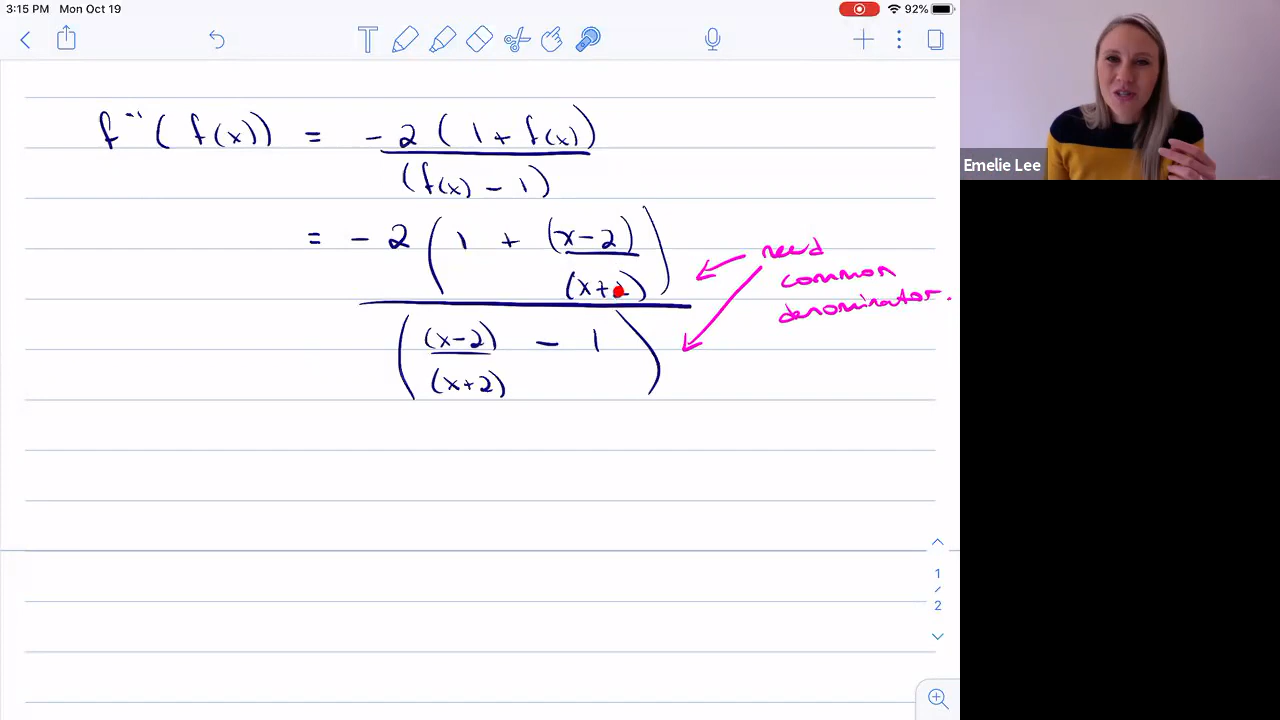 3:15 PM Mon Oct 19
92%
T
Emelie Lee
f⁻¹ ( f(x)) = - 2 ( 1 + f(x))
(f(x) - 1)
= - 2 ( 1 + (x-2)
(x+2) )
( (x-2) - 1 )
(x+2)
need
common
denominator.
1
/
2